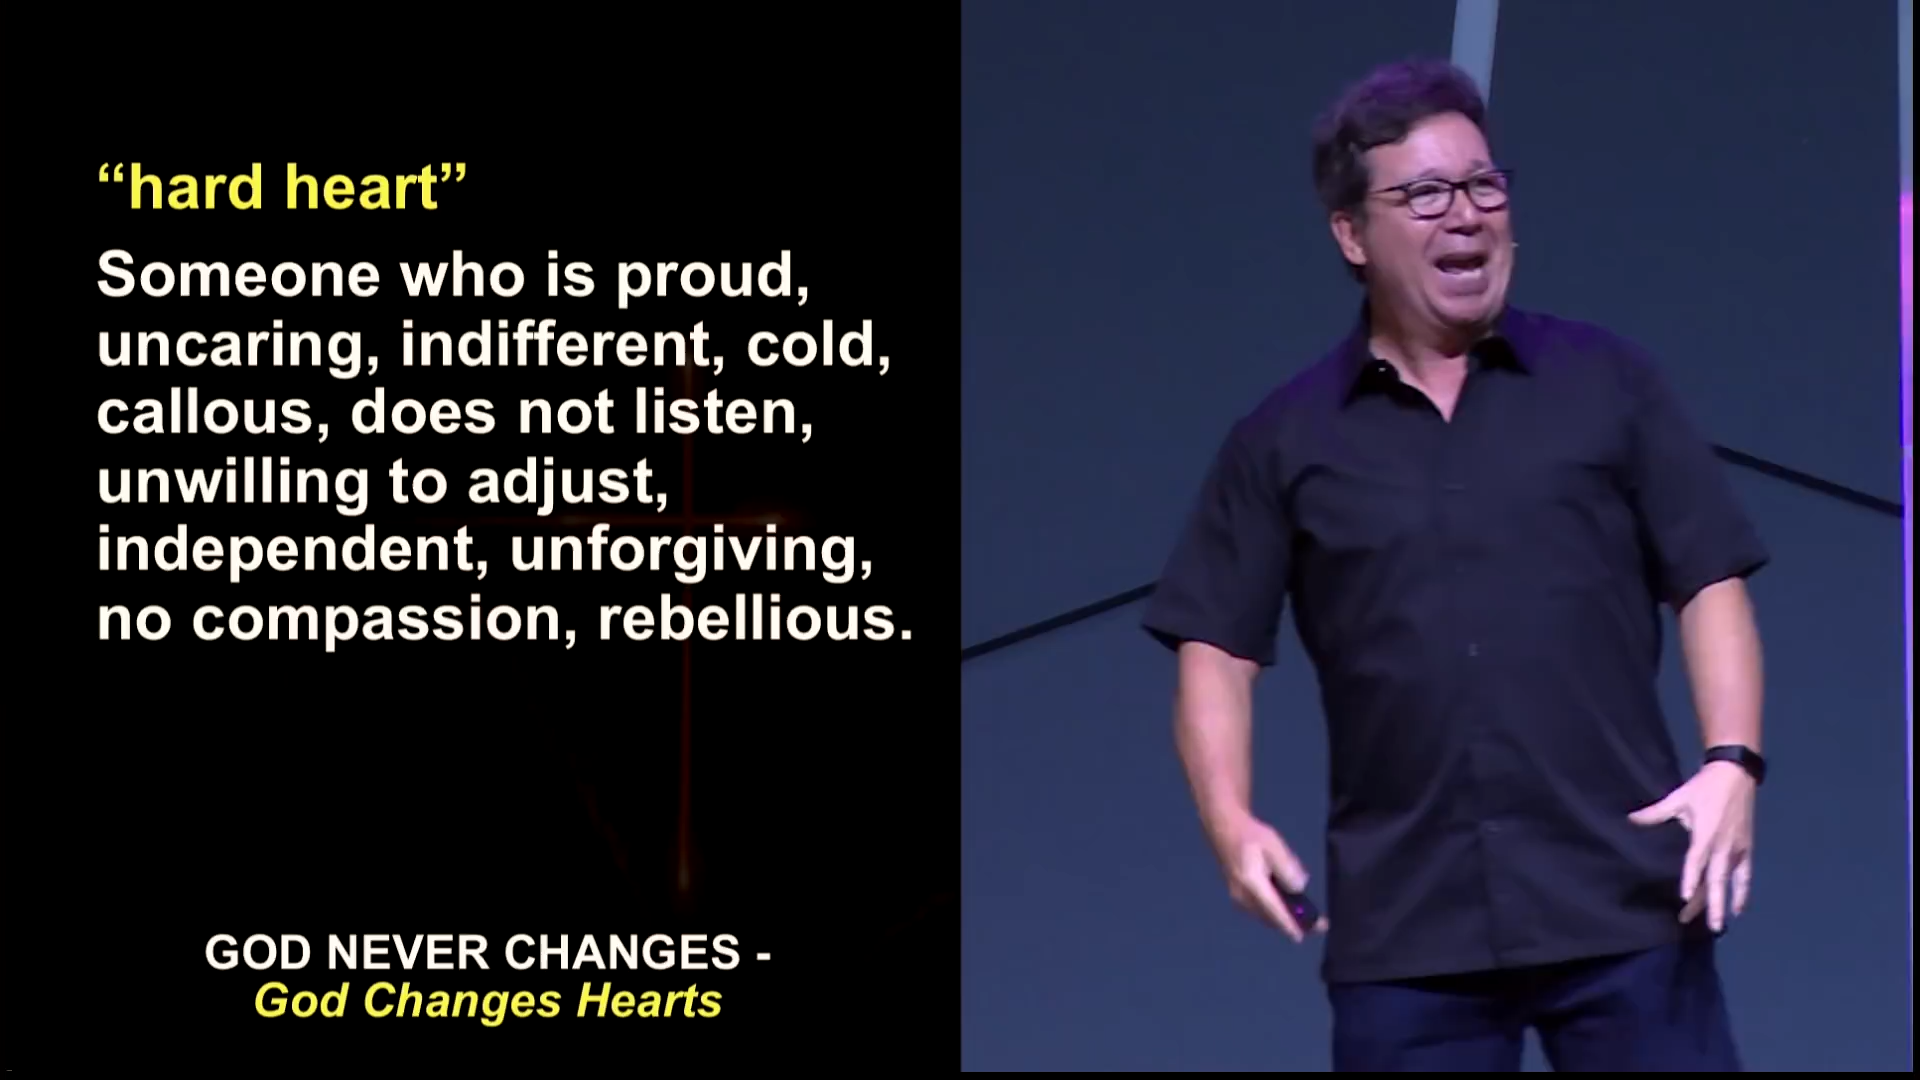 “hard heart”
Someone who is proud,
uncaring, indifferent, cold,
callous, does not listen,
unwilling to adjust,
independent, unforgiving,
no compassion, rebellious.
GOD NEVER CHANGES -
God Changes Hearts